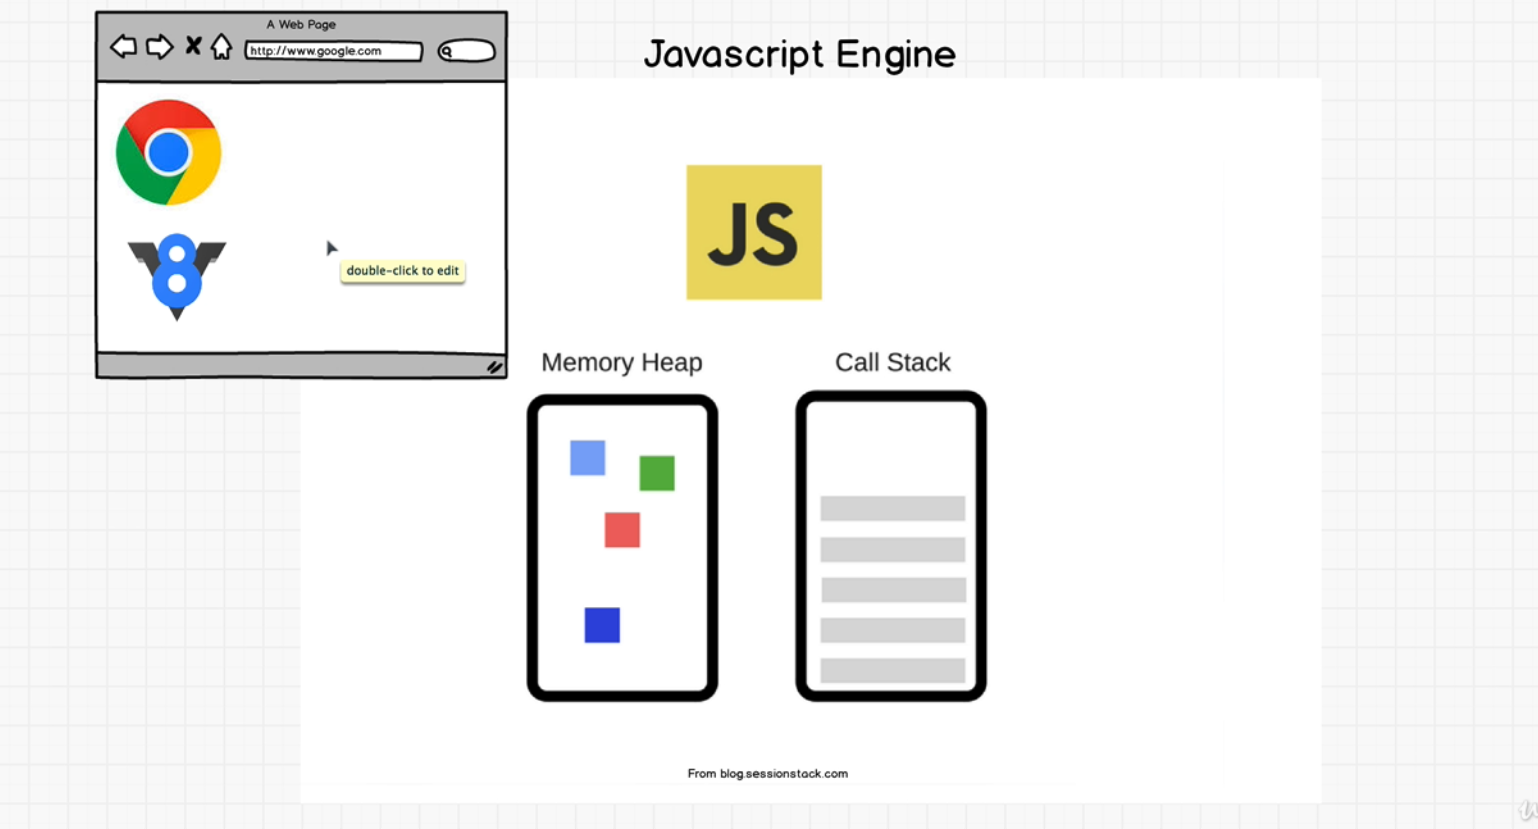 A Web Page
http://www.google.com
Javascript Engine
8
double-click to edit
JS
Memory Heap
Call Stack
From blog.sessionstack.com